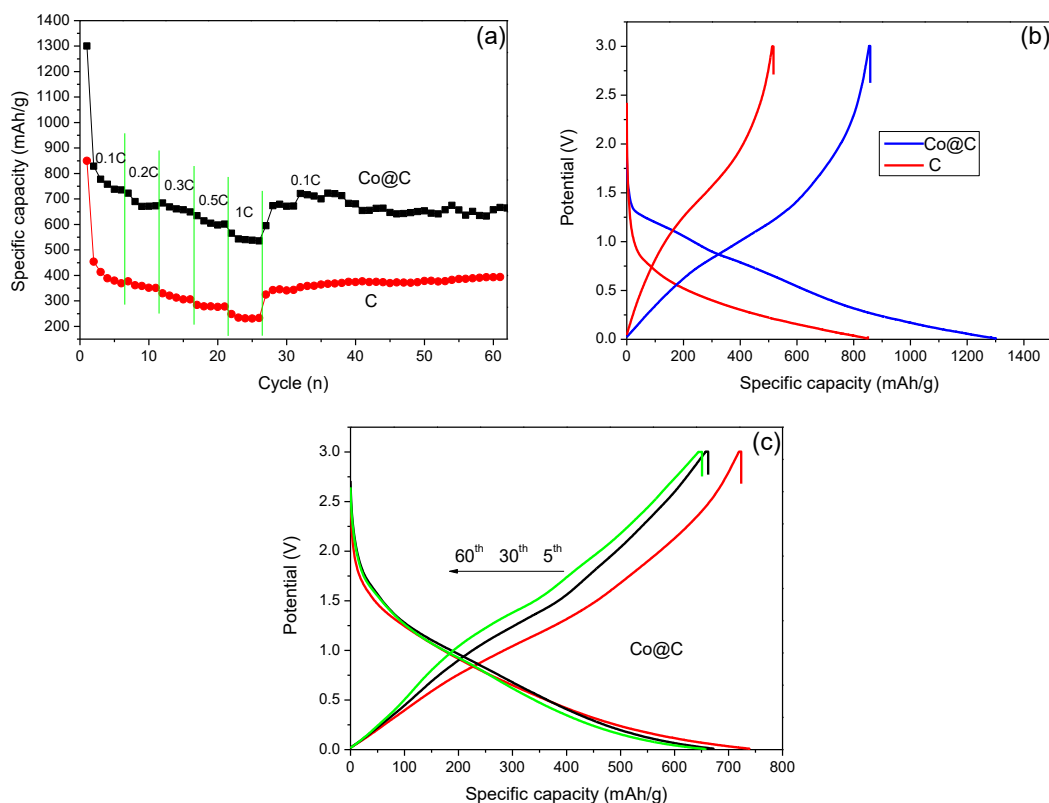 (a)
1400
1300
1200
1100
1000
900
800
700
600
500
400
300
200
0.1C
0.2C
0.3C
0.5C
1C
0.1C
Co@C
C
0 10 20 30 40 50 60
Cycle (n)
Specific capacity (mAh/g)
(b)
3.0
2.5
2.0
1.5
1.0
0.5
0.0
Co@C
C
0 200 400 600 800 1000 1200 1400
Specific capacity (mAh/g)
Potential (V)
(c)
3.0
2.5
2.0
1.5
1.0
0.5
0.0
60th 30th 5th
Co@C
0 100 200 300 400 500 600 700 800
Specific capacity (mAh/g)
Potential (V)